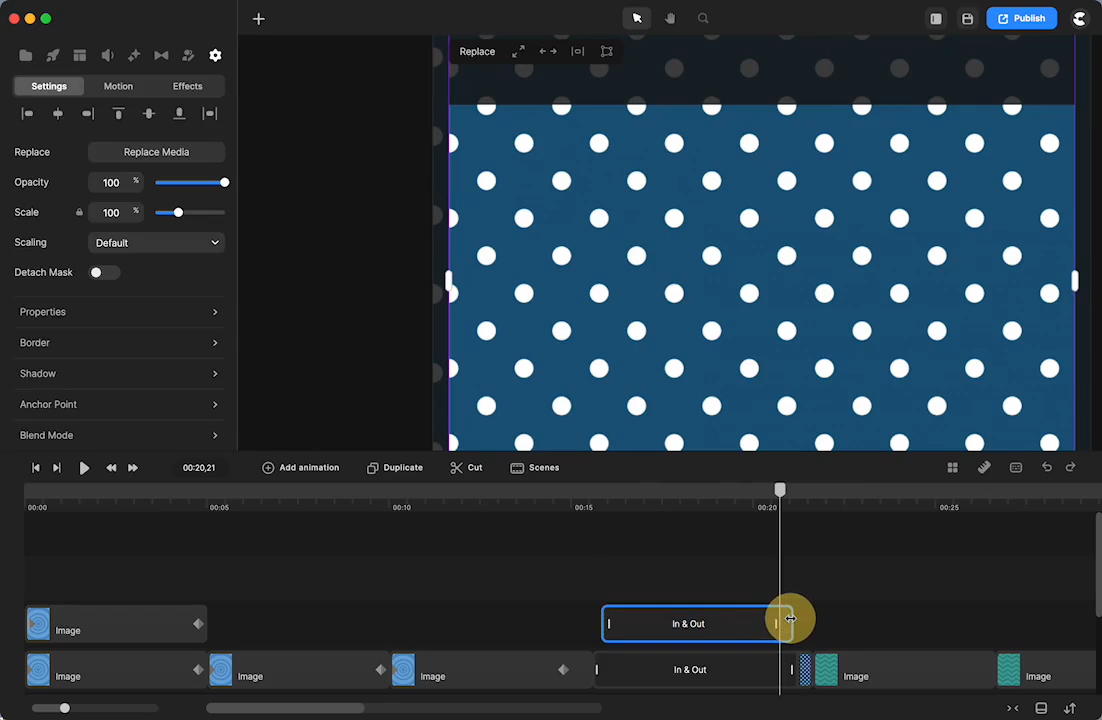 Publish
Replace
Settings Motion Effects
Replace Replace Media
Opacity 100 %
Scale 100 %
Scaling Default
Detach Mask
Properties
Border
Shadow
Anchor Point
Blend Mode
00:20,21 Add animation Duplicate Cut Scenes
00:00 00:05 00:10 00:15 00:20 00:25
Image In & Out
Image Image Image In & Out Image Image